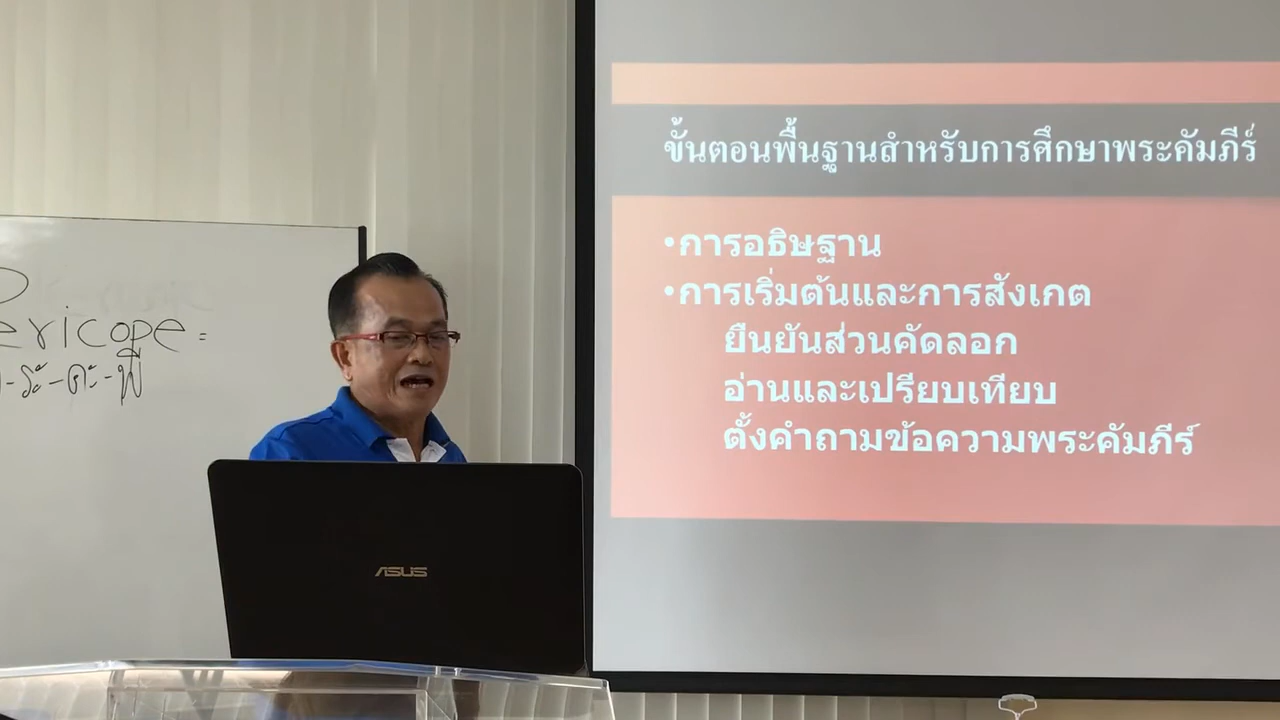 Pericope =
ขั้นตอนพื้นฐานสำหรับการศึกษาพระคัมภีร์
•การอธิษฐาน
•การเริ่มต้นและการสังเกต
ยืนยันส่วนคัดลอก
อ่านและเปรียบเทียบ
ตั้งคำถามข้อความพระคัมภีร์
ASUS